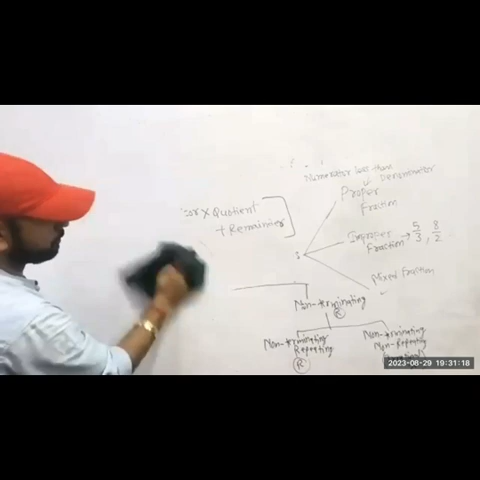 Numerator less than
Denominator
Proper
Fraction
sor x Quotient
+ Remainder
Improper
Fraction → 5/3, 8/2
Mixed fraction
Non-terminating
R
Non-terminating
Repeating
R
Non-terminating
Non-Repeating
2023-08-29 19:31:18